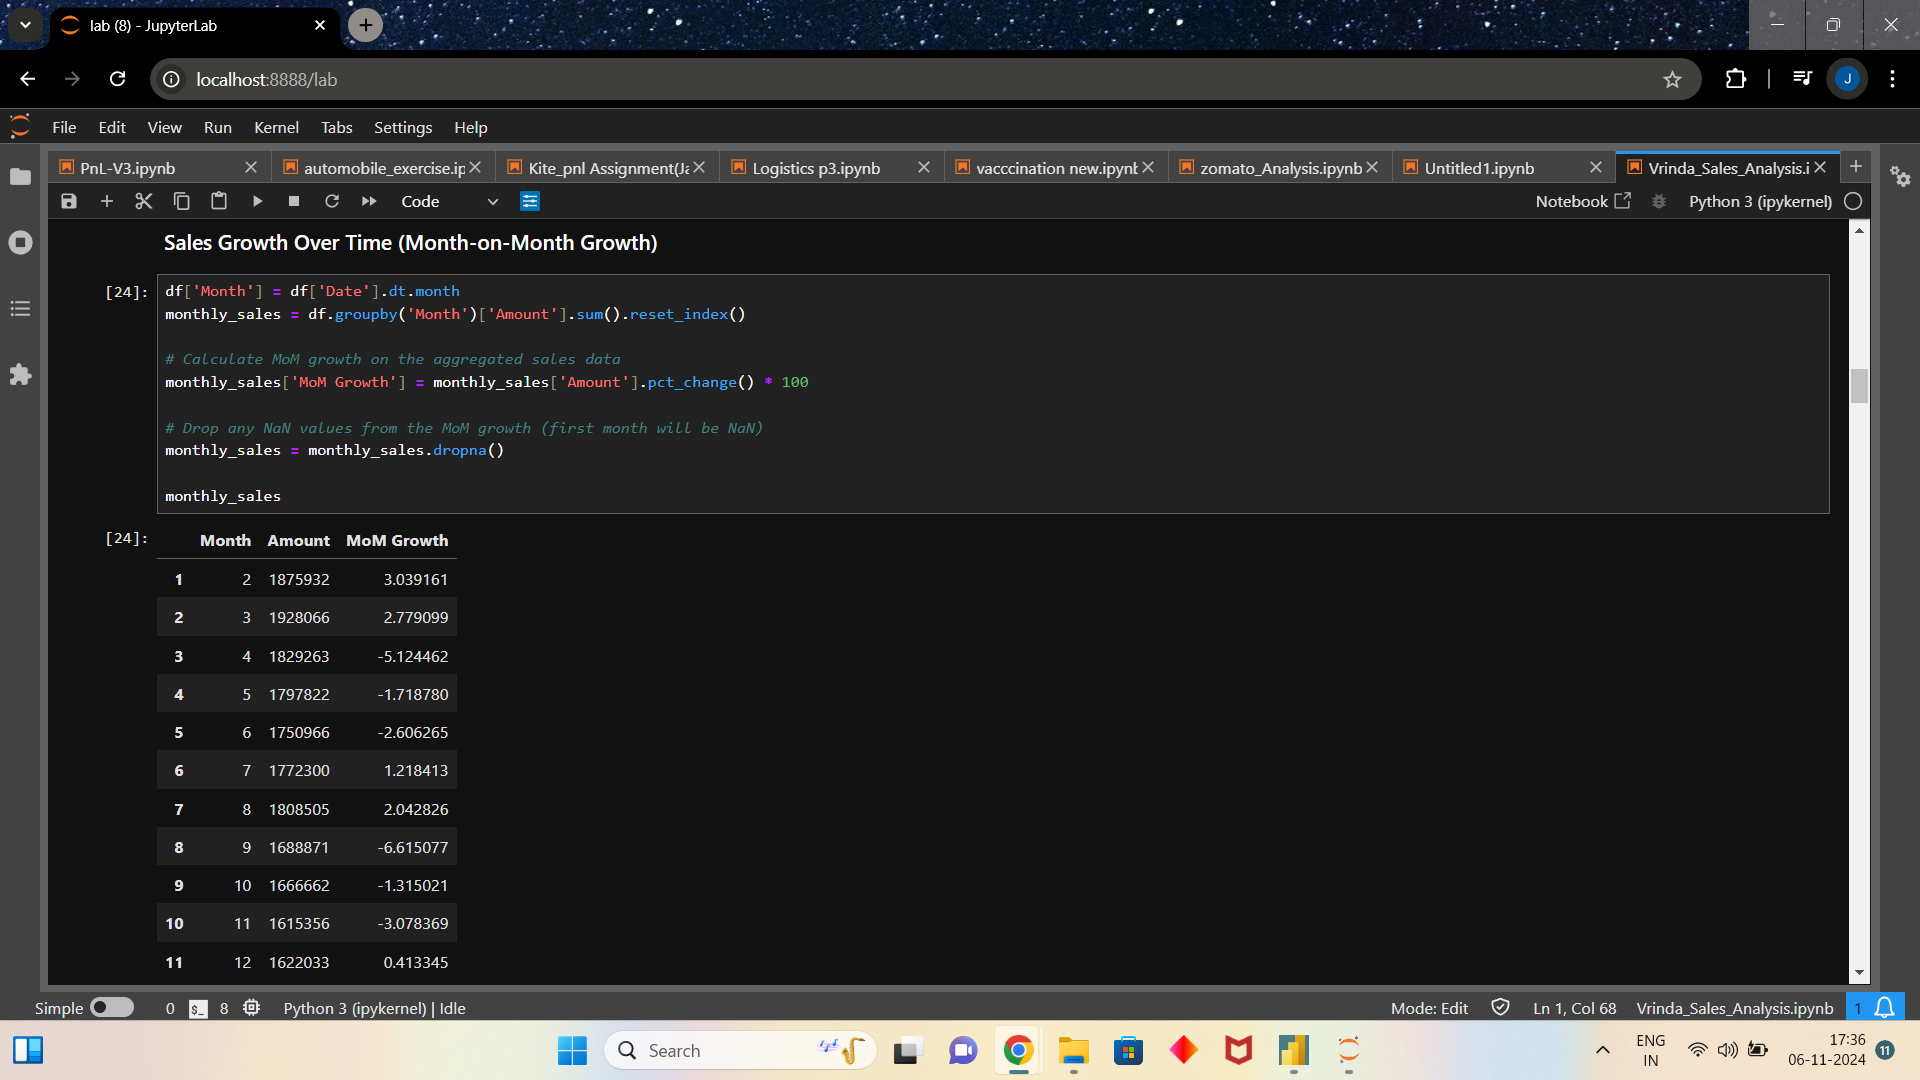 lab (8) - JupyterLab
localhost:8888/lab
File Edit View Run Kernel Tabs Settings Help
PnL-V3.ipynb automobile_exercise.ip Kite_pnl Assignment(Ja Logistics p3.ipynb vacccination new.ipynb zomato_Analysis.ipynb Untitled1.ipynb Vrinda_Sales_Analysis.i
Code Notebook Python 3 (ipykernel)
Sales Growth Over Time (Month-on-Month Growth)
[24]: df['Month'] = df['Date'].dt.month
monthly_sales = df.groupby('Month')['Amount'].sum().reset_index()
# Calculate MoM growth on the aggregated sales data
monthly_sales['MoM Growth'] = monthly_sales['Amount'].pct_change() * 100
# Drop any NaN values from the MoM growth (first month will be NaN)
monthly_sales = monthly_sales.dropna()
monthly_sales
[24]: Month Amount MoM Growth
1 2 1875932 3.039161
2 3 1928066 2.779099
3 4 1829263 -5.124462
4 5 1797822 -1.718780
5 6 1750966 -2.606265
6 7 1772300 1.218413
7 8 1808505 2.042826
8 9 1688871 -6.615077
9 10 1666662 -1.315021
10 11 1615356 -3.078369
11 12 1622033 0.413345
Simple 0 $_ 8 Python 3 (ipykernel) | Idle Mode: Edit Ln 1, Col 68 Vrinda_Sales_Analysis.ipynb 1
Search ENG 17:36
IN 06-11-2024 11
J